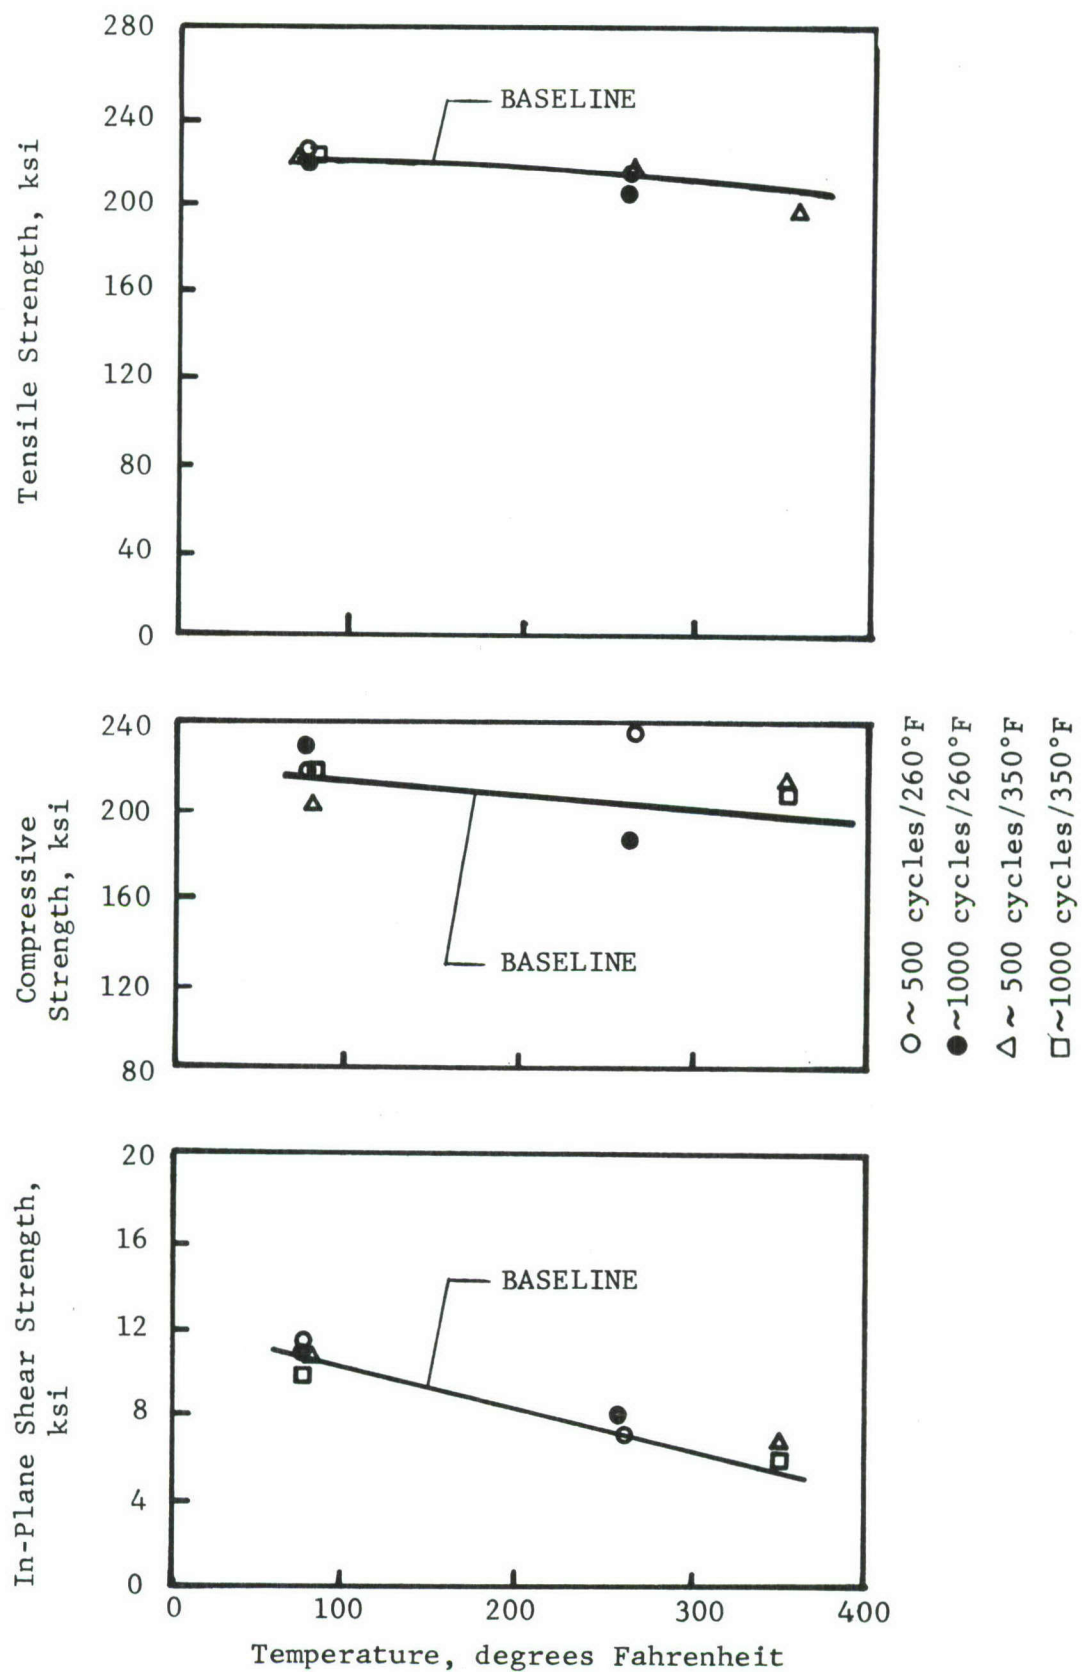 280
240
200
160
120
80
40
0
Tensile Strength, ksi
BASELINE
240
200
160
120
80
Compressive
Strength, ksi
BASELINE
○ ~ 500 cycles/260°F
● ~1000 cycles/260°F
△ ~ 500 cycles/350°F
□ ~1000 cycles/350°F
20
16
12
8
4
0
In-Plane Shear Strength,
ksi
BASELINE
0 100 200 300 400
Temperature, degrees Fahrenheit